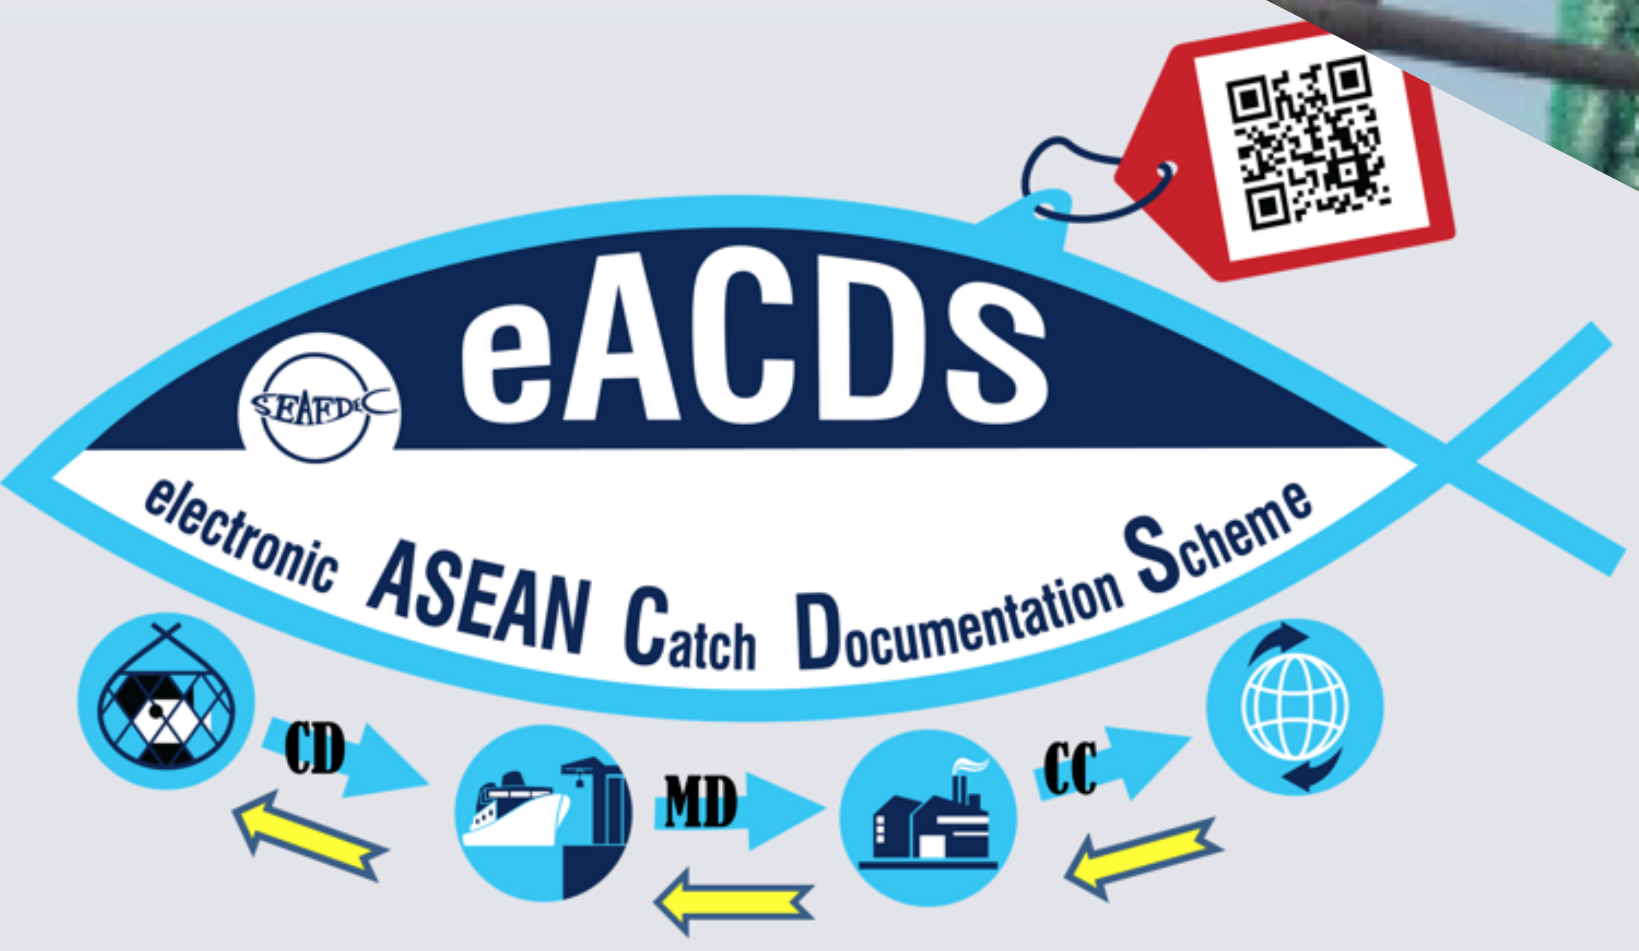 eACDS
SEAFDEC
electronic ASEAN Catch Documentation Scheme
CD
MD
CC